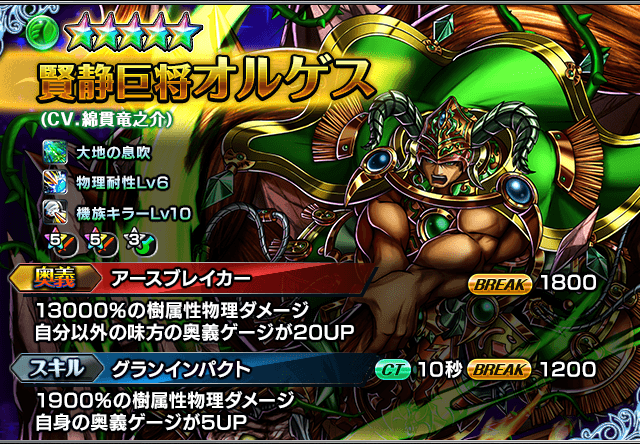 賢静巨将オルゲス
(CV.綿貫竜之介)
大地の息吹
物理耐性Lv6
機族キラーLv10
5 5 3
奥義 アースブレイカー BREAK 1800
13000%の樹属性物理ダメージ
自分以外の味方の奥義ゲージが20UP
スキル グランインパクト CT 10秒 BREAK 1200
1900%の樹属性物理ダメージ
自身の奥義ゲージが5UP